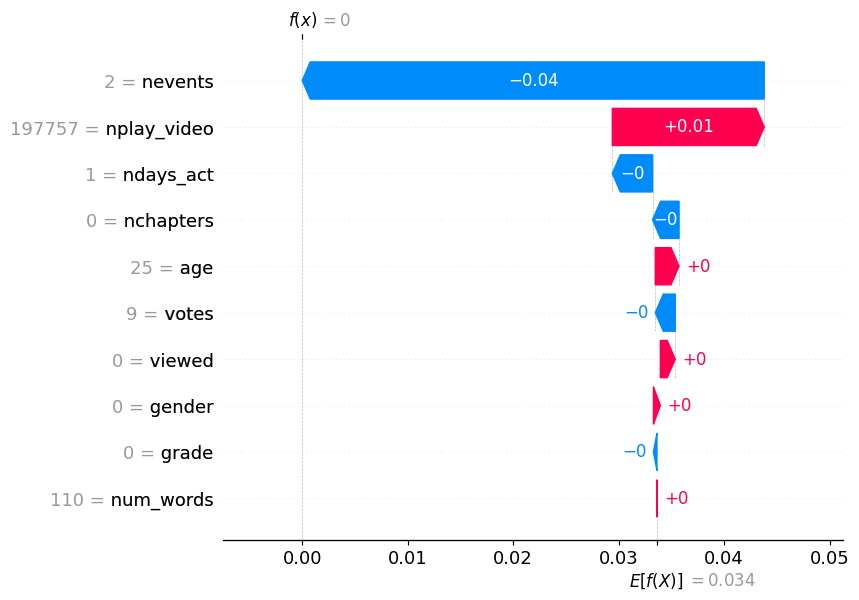 f(x) = 0
2 = nevents
−0.04
197757 = nplay_video
+0.01
1 = ndays_act
−0
0 = nchapters
−0
25 = age
+0
9 = votes
−0
0 = viewed
+0
0 = gender
+0
0 = grade
−0
110 = num_words
+0
0.00 0.01 0.02 0.03 0.04 0.05
E[f(X)] = 0.034